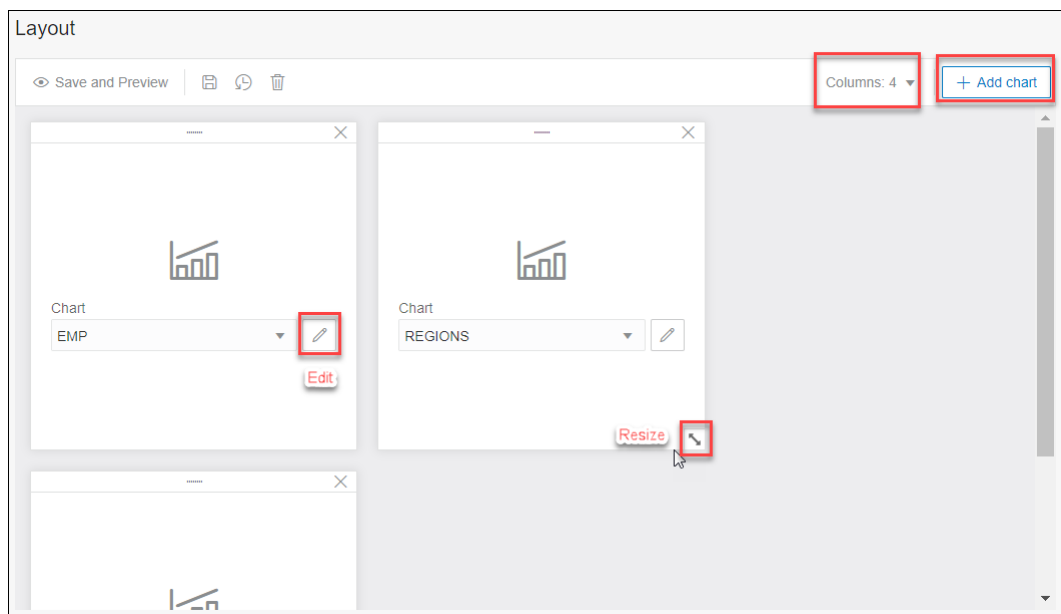 Layout
Save and Preview
Columns: 4
+ Add chart
Chart
EMP
Edit
Chart
REGIONS
Resize